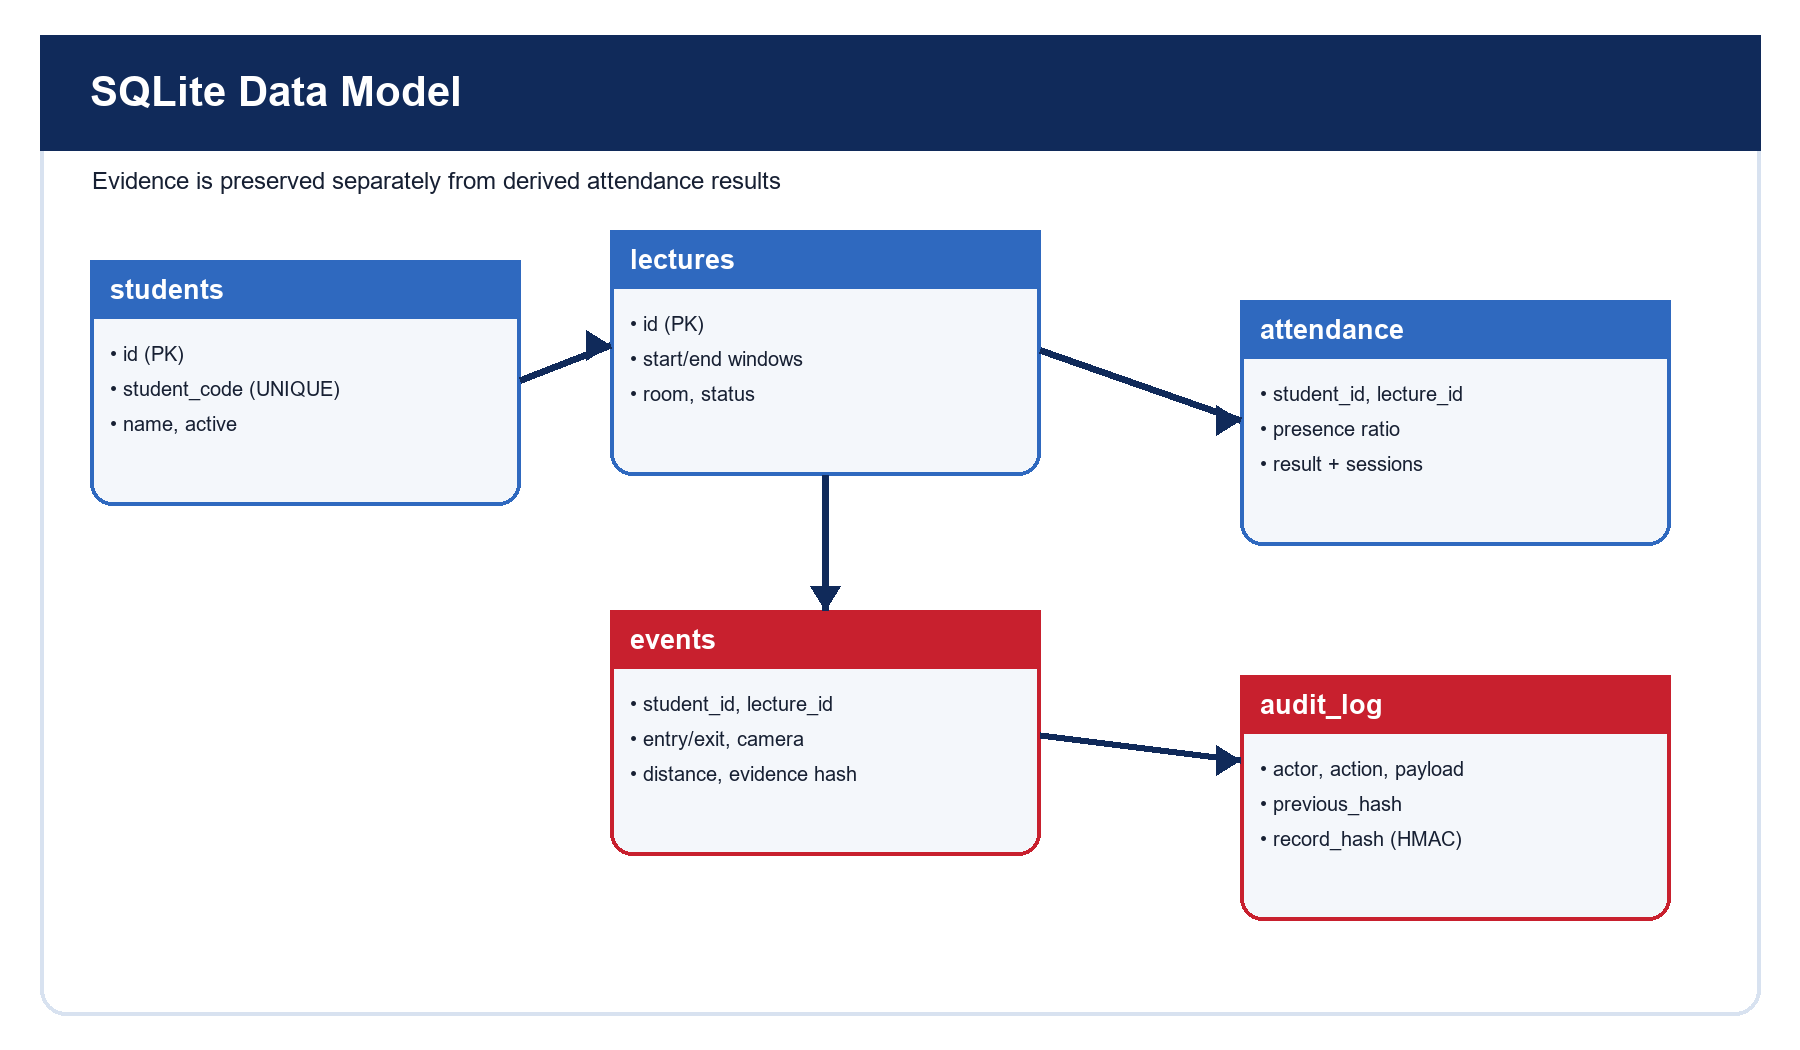 SQLite Data Model
Evidence is preserved separately from derived attendance results
students
• id (PK)
• student_code (UNIQUE)
• name, active
lectures
• id (PK)
• start/end windows
• room, status
attendance
• student_id, lecture_id
• presence ratio
• result + sessions
events
• student_id, lecture_id
• entry/exit, camera
• distance, evidence hash
audit_log
• actor, action, payload
• previous_hash
• record_hash (HMAC)